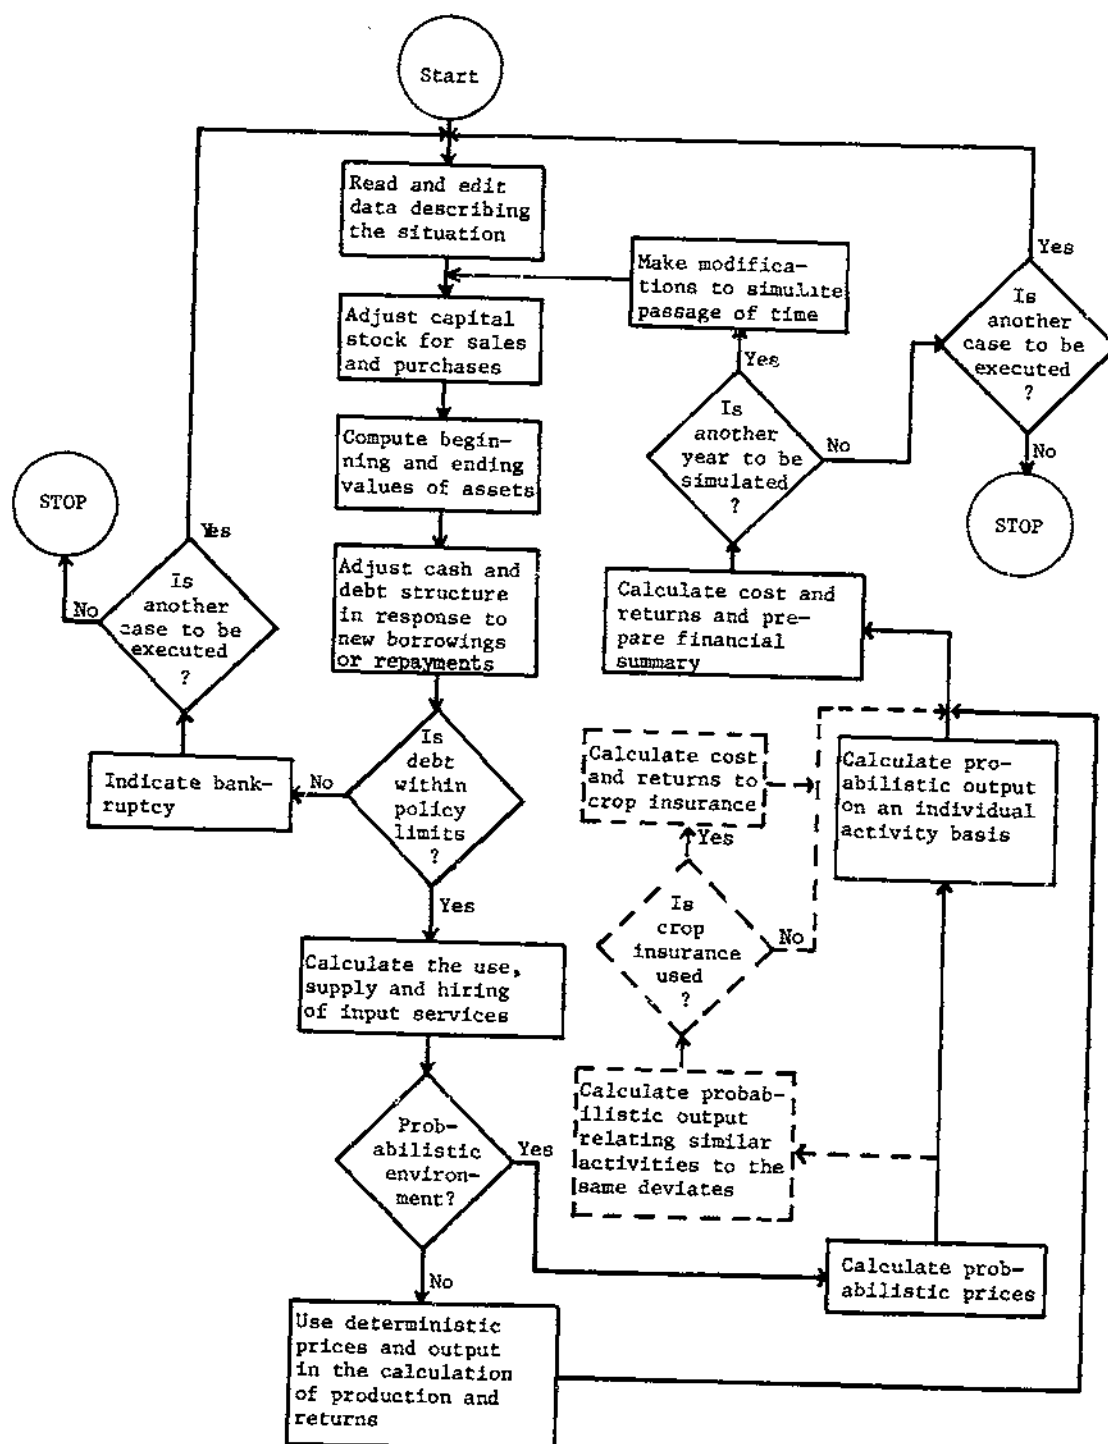 Start
Read and edit
data describing
the situation
Adjust capital
stock for sales
and purchases
Compute begin-
ning and ending
values of assets
Adjust cash and
debt structure
in response to
new borrowings
or repayments
Is
debt
within
policy
limits
?
No
Indicate bank-
ruptcy
Is
another
case to be
executed
?
No
STOP
Yes
Yes
Calculate the use,
supply and hiring
of input services
Prob-
abilistic
environ-
ment?
No
Use deterministic
prices and output
in the calculation
of production and
returns
Yes
Calculate prob-
abilistic prices
Calculate probab-
ilistic output
relating similar
activities to the
same deviates
Is
crop
insurance
used
?
No
Yes
Calculate cost
and returns to
crop insurance
Calculate pro-
abilistic output
on an individual
activity basis
Calculate cost and
returns and pre-
pare financial
summary
Is
another
year to be
simulated
?
Yes
Make modifica-
tions to simulite
passage of time
No
Is
another
case to be
executed
?
Yes
No
STOP